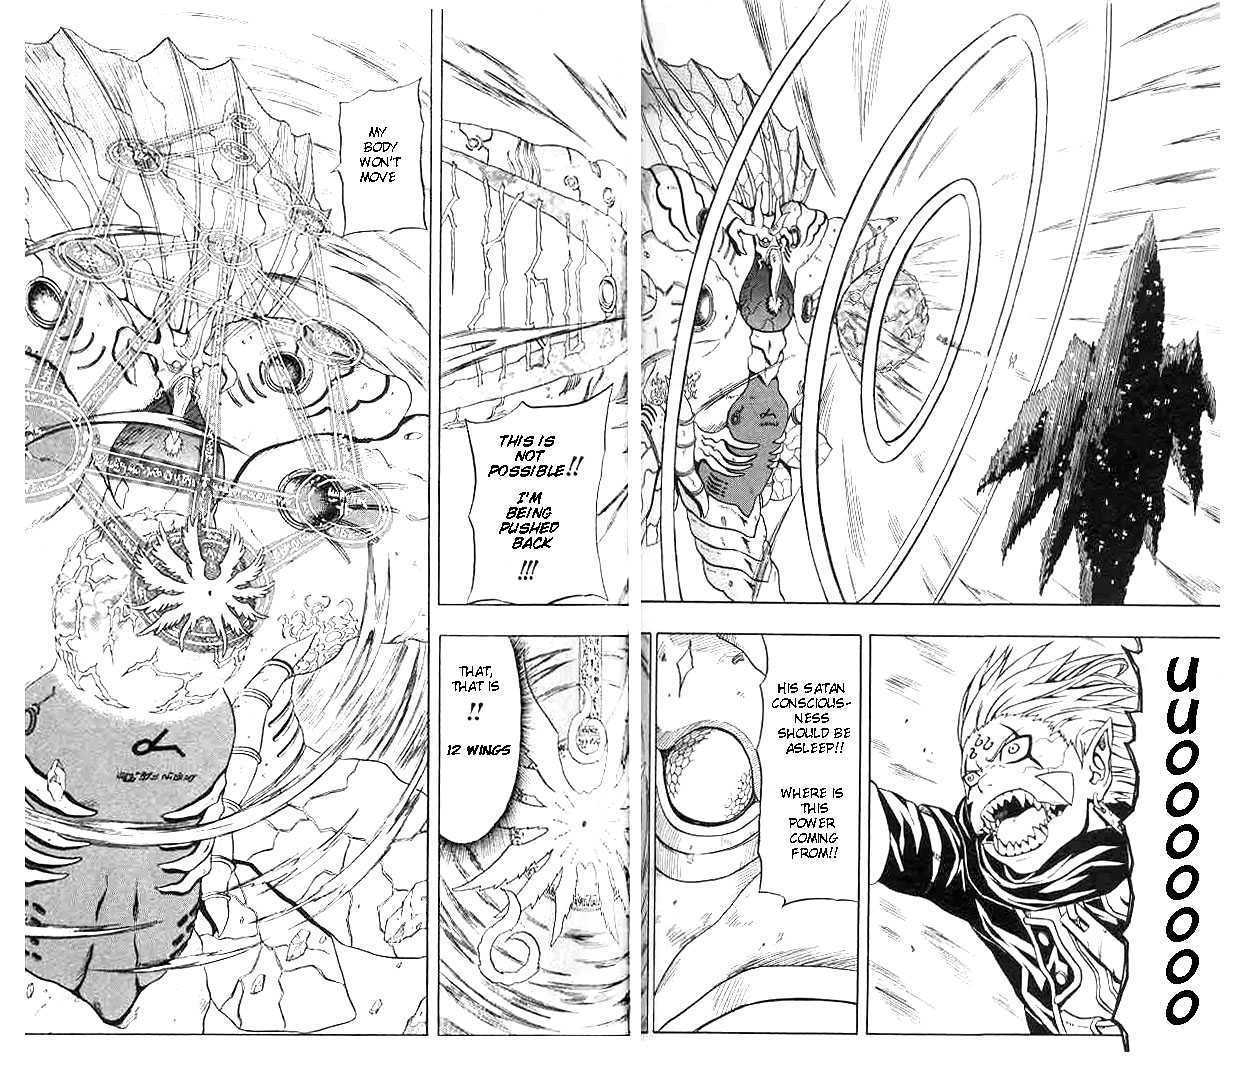 UUOOOOOOO
HIS SATAN
CONSCIOUS-
NESS
SHOULD BE
ASLEEP!!
WHERE IS
THIS
POWER
COMING
FROM!!
THIS IS
NOT
POSSIBLE!!
I'M
BEING
PUSHED
BACK
!!!
THAT,
THAT IS
!!
12 WINGS
MY
BODY
WON'T
MOVE